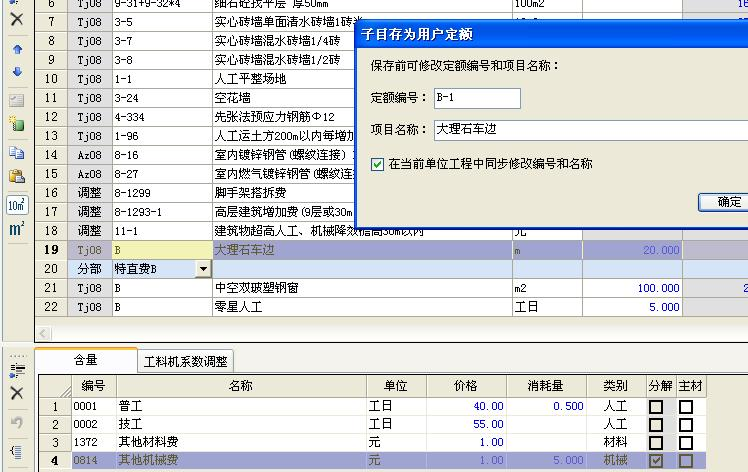 6 Tj08 9-31+9-32*4 细石砼找平层 厚50mm 100m2 16
7 Tj08 3-5 实心砖墙单面清水砖墙1砖
8 Tj08 3-7 实心砖墙混水砖墙1/4砖
9 Tj08 3-8 实心砖墙混水砖墙1/2砖
10 Tj08 1-1 人工平整场地
11 Tj08 3-24 空花墙
12 Tj08 4-334 先张法预应力钢筋Φ12
13 Tj08 1-96 人工运土方200m以内每增加
14 Az08 8-16 室内镀锌钢管(螺纹连接)
15 Az08 8-27 室内燃气镀锌钢管(螺纹连
16 调整 8-1299 脚手架搭拆费
17 调整 8-1293-1 高层建筑增加费(9层或30m
18 调整 11-1 建筑物超高人工、机械降效檐高30m以内 元
19 Tj08 B 大理石车边 m 20.000
20 分部 特直费B
21 Tj08 B 中空双玻塑钢窗 m2 100.000 2
22 Tj08 B 零星人工 工日 5.000
子目存为用户定额
保存前可修改定额编号和项目名称：
定额编号： B-1
项目名称： 大理石车边
在当前单位工程中同步修改编号和名称
确定
10m²
m²
含量 工料机系数调整
编号 名称 单位 价格 消耗量 类别 分解 主材
1 0001 普工 工日 40.00 0.500 人工
2 0002 技工 工日 55.00 人工
3 1372 其他材料费 元 1.00 材料
4 0814 其他机械费 元 1.00 5.000 机械